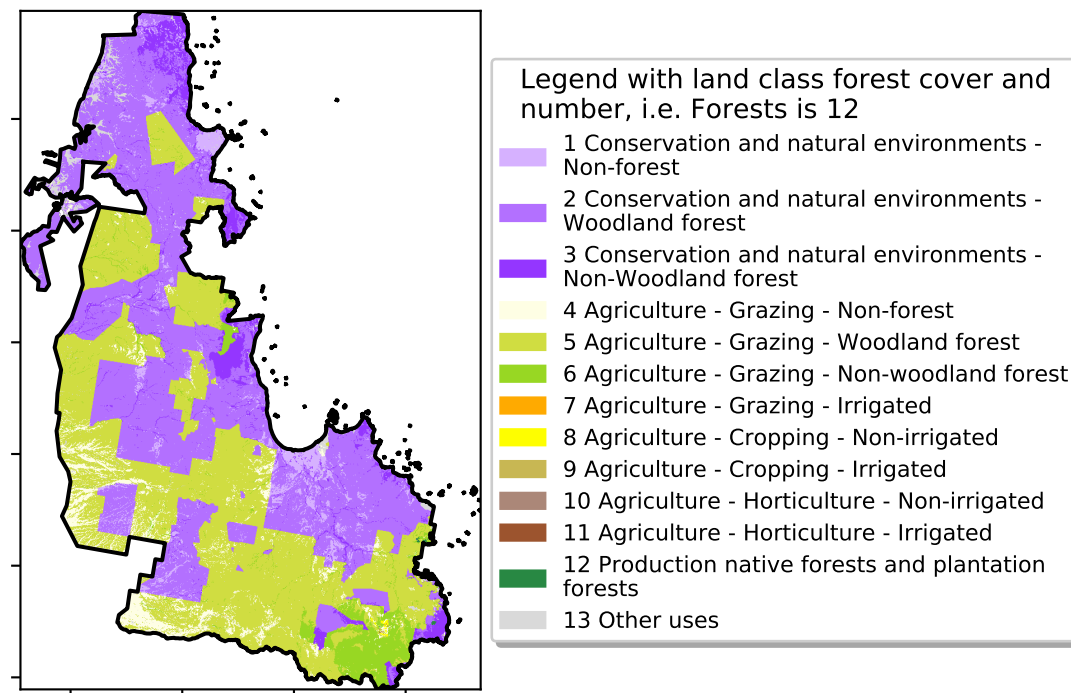 Legend with land class forest cover and
number, i.e. Forests is 12
1 Conservation and natural environments -
Non-forest
2 Conservation and natural environments -
Woodland forest
3 Conservation and natural environments -
Non-Woodland forest
4 Agriculture - Grazing - Non-forest
5 Agriculture - Grazing - Woodland forest
6 Agriculture - Grazing - Non-woodland forest
7 Agriculture - Grazing - Irrigated
8 Agriculture - Cropping - Non-irrigated
9 Agriculture - Cropping - Irrigated
10 Agriculture - Horticulture - Non-irrigated
11 Agriculture - Horticulture - Irrigated
12 Production native forests and plantation
forests
13 Other uses